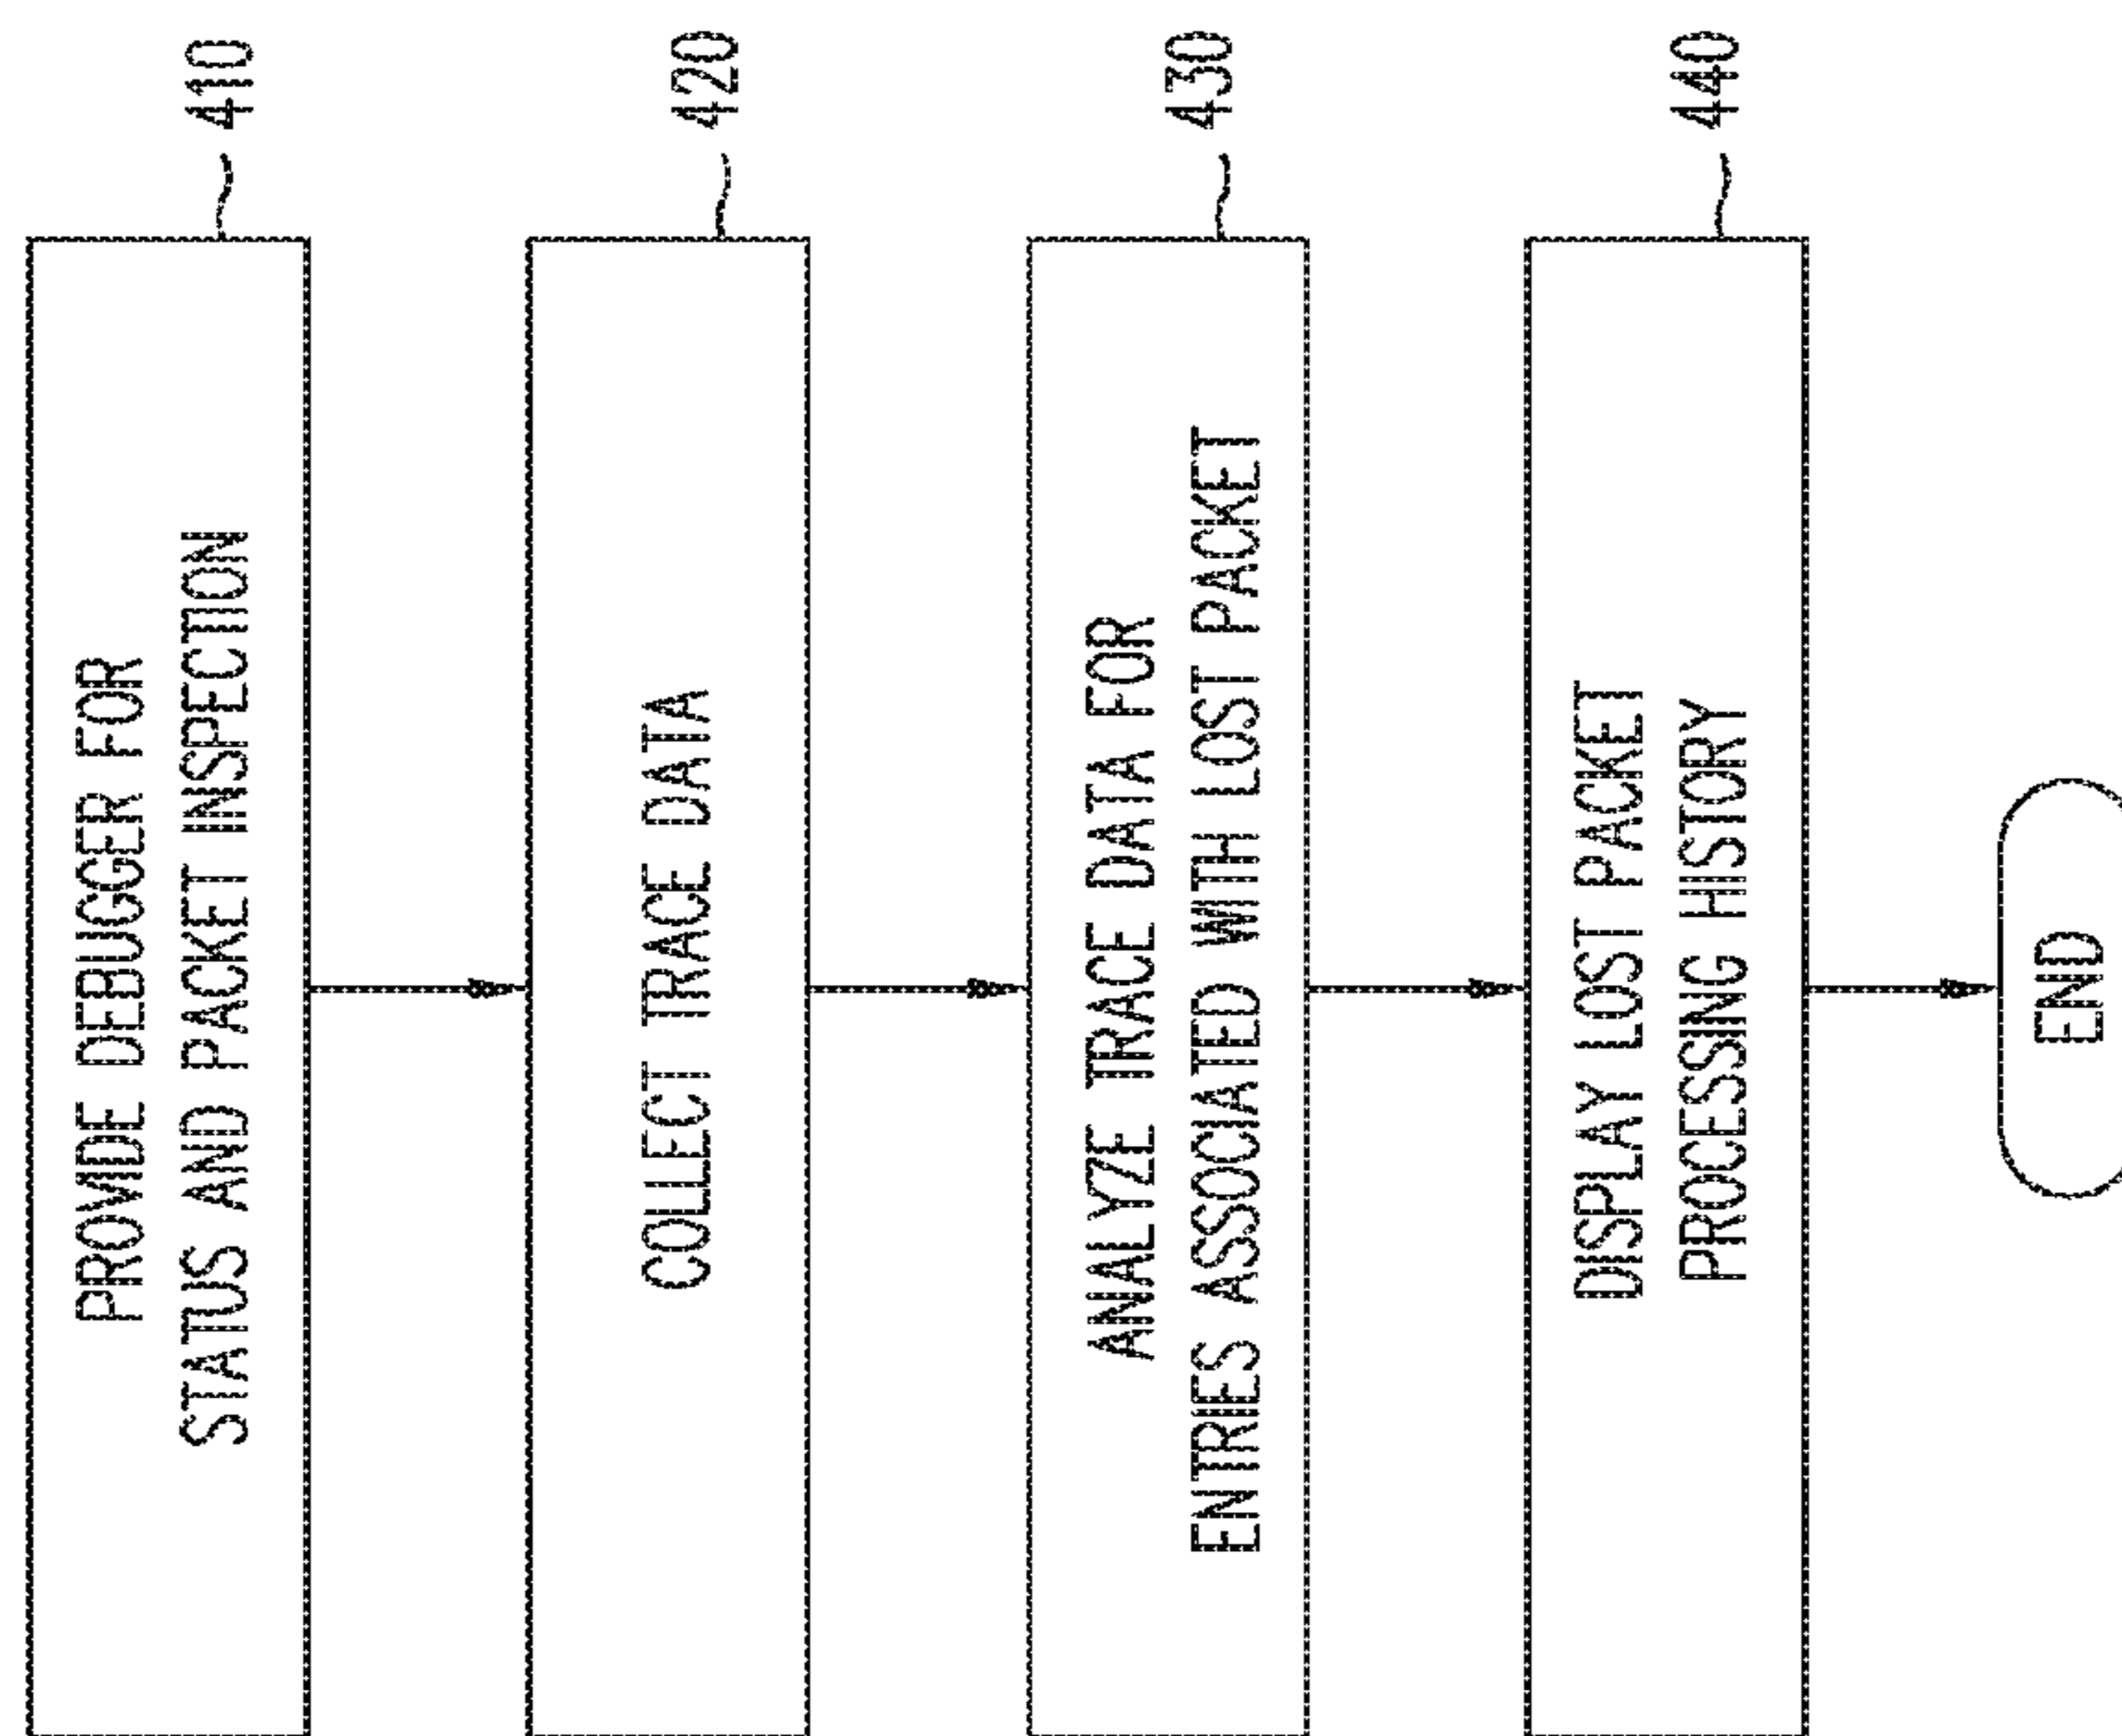 PROVIDE DEBUGGER FOR
STATUS AND PACKET INSPECTION
410
COLLECT TRACE DATA
420
ANALYZE TRACE DATA FOR
ENTRIES ASSOCIATED WITH LOST PACKET
430
DISPLAY LOST PACKET
PROCESSING HISTORY
440
END